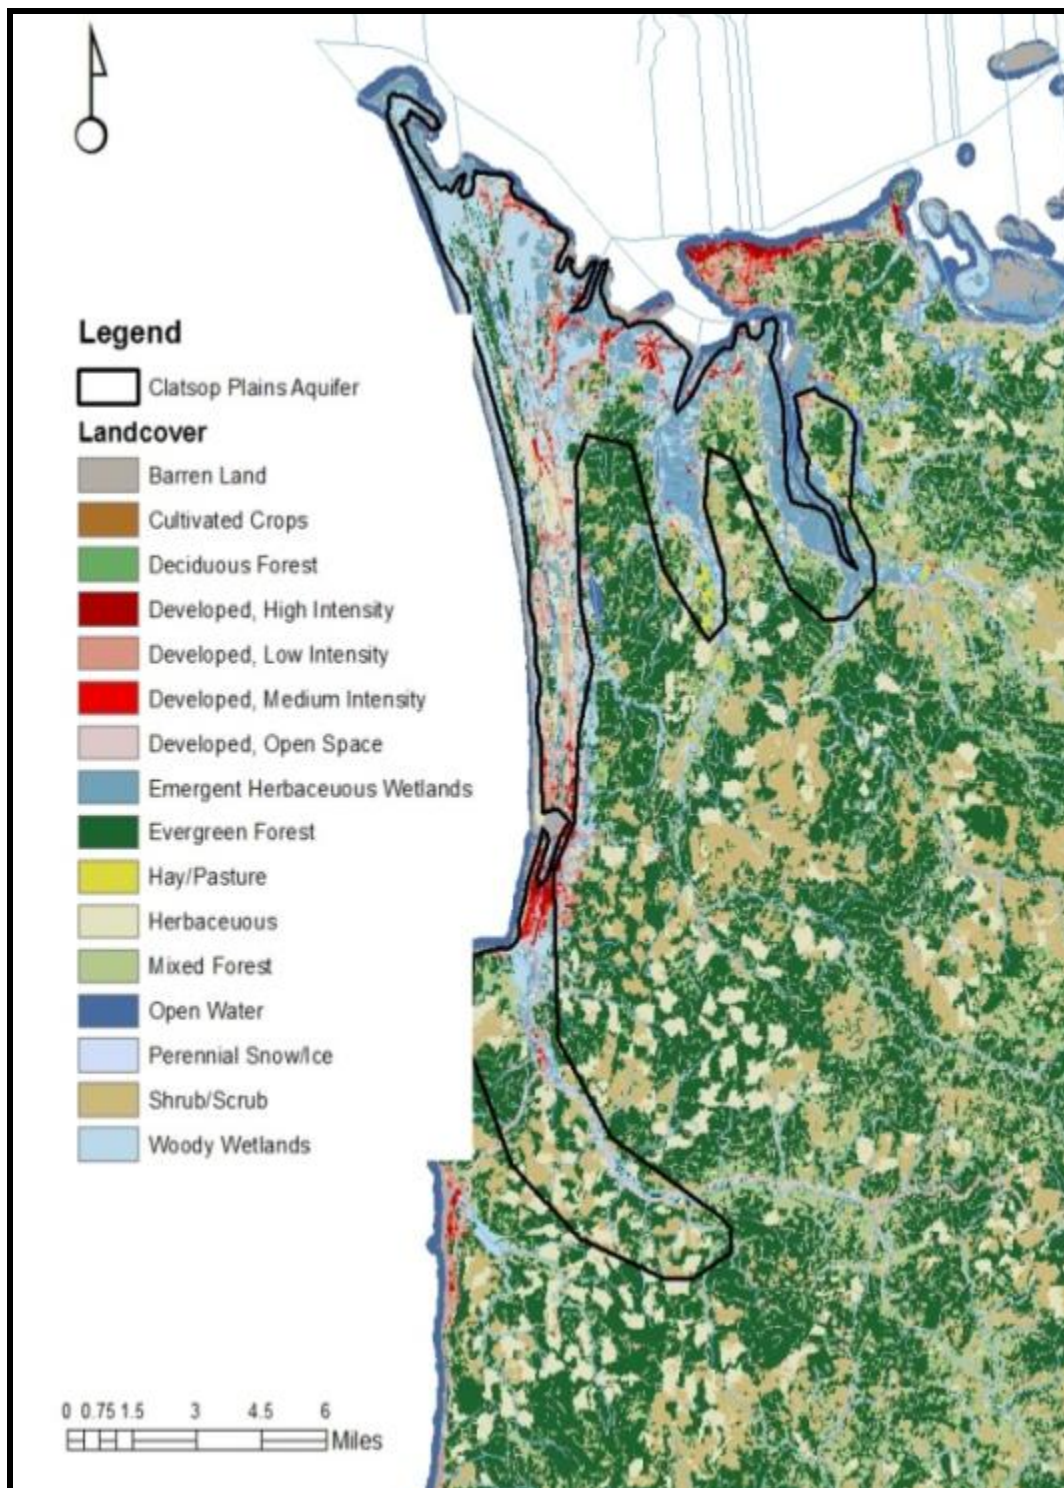 Legend
Clatsop Plains Aquifer
Landcover
Barren Land
Cultivated Crops
Deciduous Forest
Developed, High Intensity
Developed, Low Intensity
Developed, Medium Intensity
Developed, Open Space
Emergent Herbaceuous Wetlands
Evergreen Forest
Hay/Pasture
Herbaceuous
Mixed Forest
Open Water
Perennial Snow/Ice
Shrub/Scrub
Woody Wetlands
0 0.75 1.5 3 4.5 6
Miles